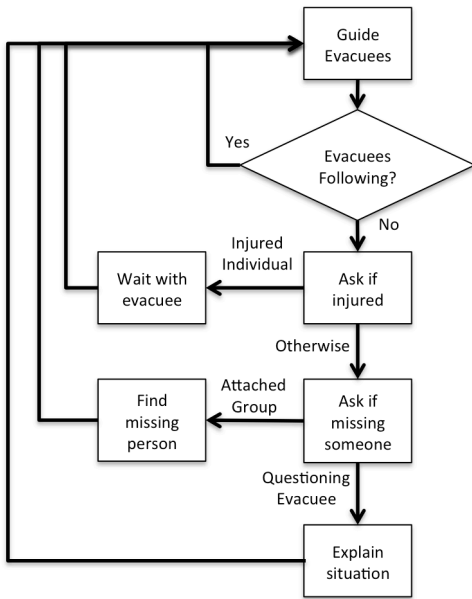 Guide
Evacuees
Yes
Evacuees
Following?
No
Injured
Individual
Wait with
evacuee
Ask if
injured
Otherwise
Attached
Group
Find
missing
person
Ask if
missing
someone
Questioning
Evacuee
Explain
situation